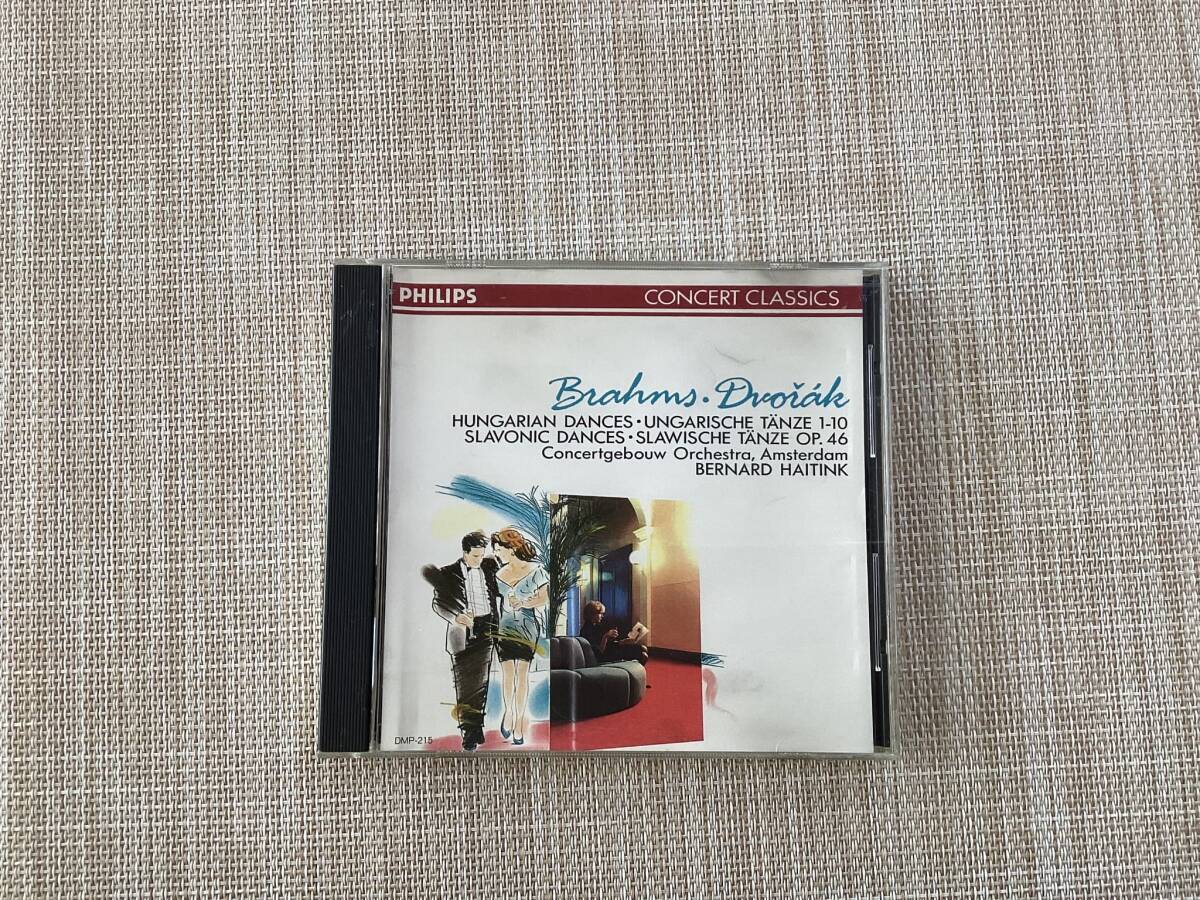 PHILIPS CONCERT CLASSICS
Brahms · Dvořák
HUNGARIAN DANCES · UNGARISCHE TÄNZE 1-10
SLAVONIC DANCES · SLAWISCHE TÄNZE OP. 46
Concertgebouw Orchestra, Amsterdam
BERNARD HAITINK
DMP-215